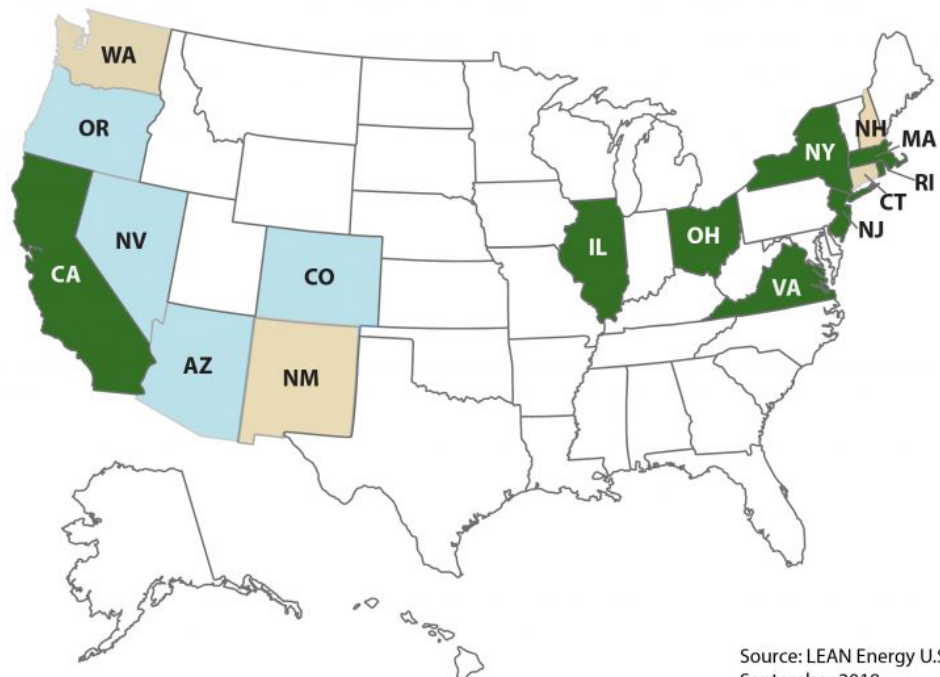 WA
OR
NH
MA
NY
RI
CT
NV
NJ
IL
OH
CO
CA
VA
AZ
NM
Source: LEAN Energy U.S